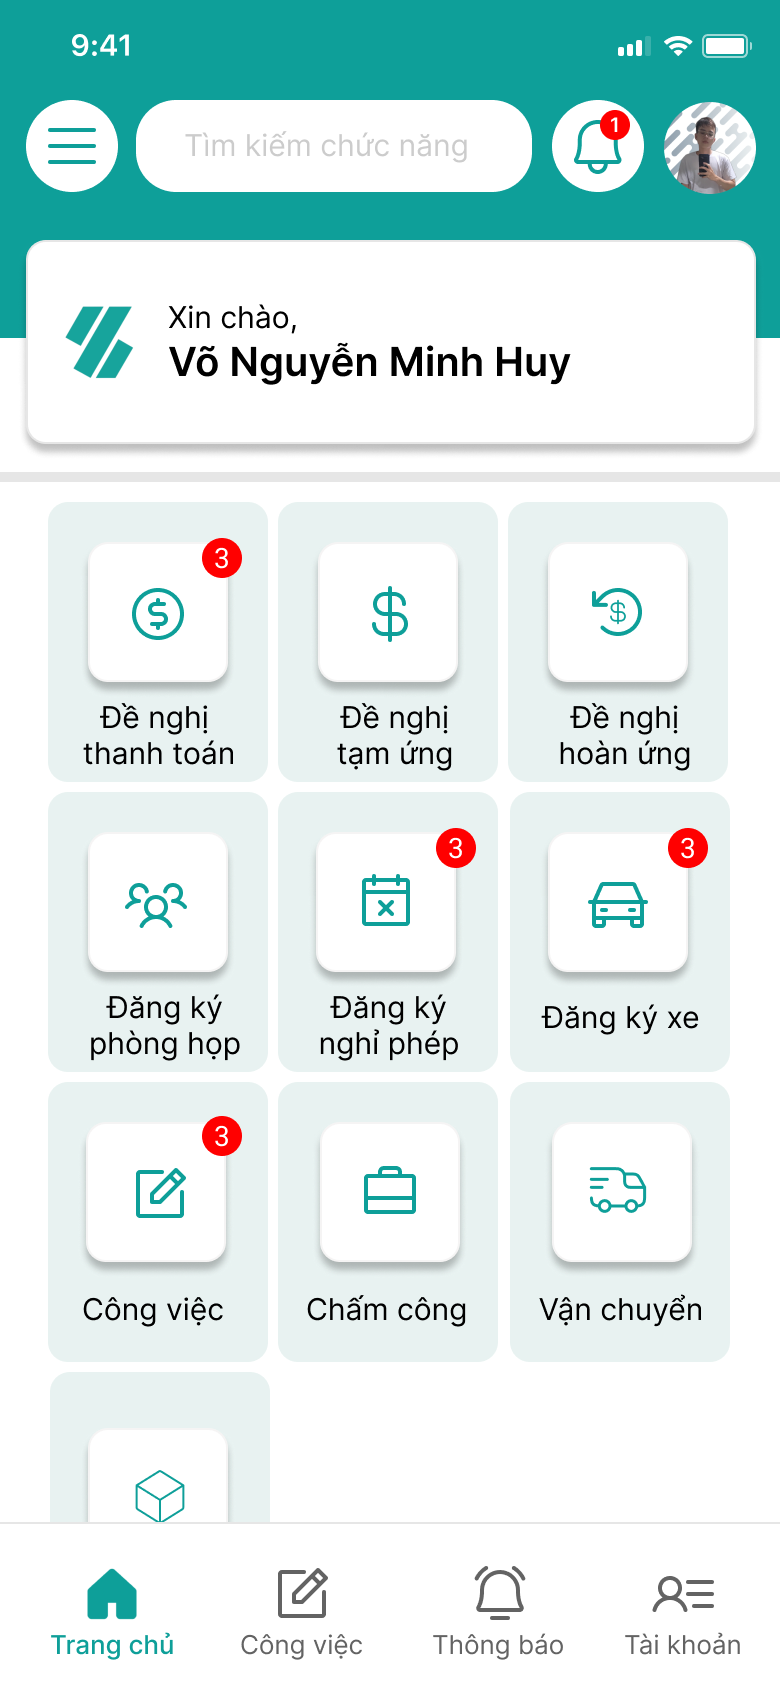 9:41
Tìm kiếm chức năng
1
Xin chào,
Võ Nguyễn Minh Huy
3
Đề nghị
thanh toán
Đề nghị
tạm ứng
Đề nghị
hoàn ứng
3
3
Đăng ký
phòng họp
Đăng ký
nghỉ phép
Đăng ký xe
3
Công việc
Chấm công
Vận chuyển
Trang chủ
Công việc
Thông báo
Tài khoản